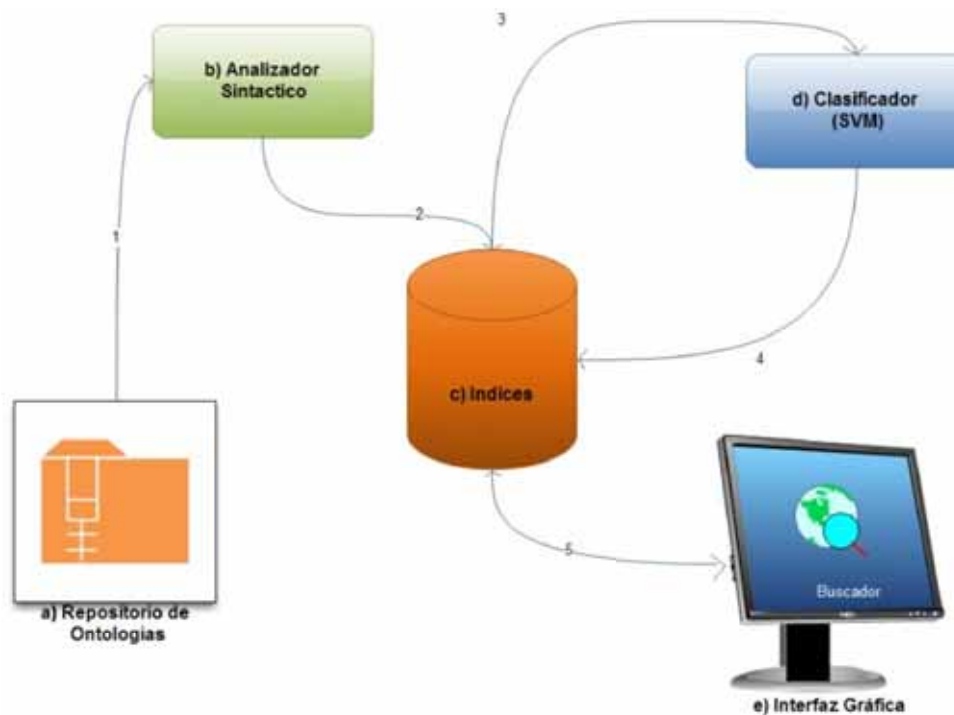 3
b) Analizador
Sintactico
d) Clasificador
(SVM)
2
1
4
c) Indices
5
Buscador
a) Repositorio de
Ontologias
e) Interfaz Gráfica